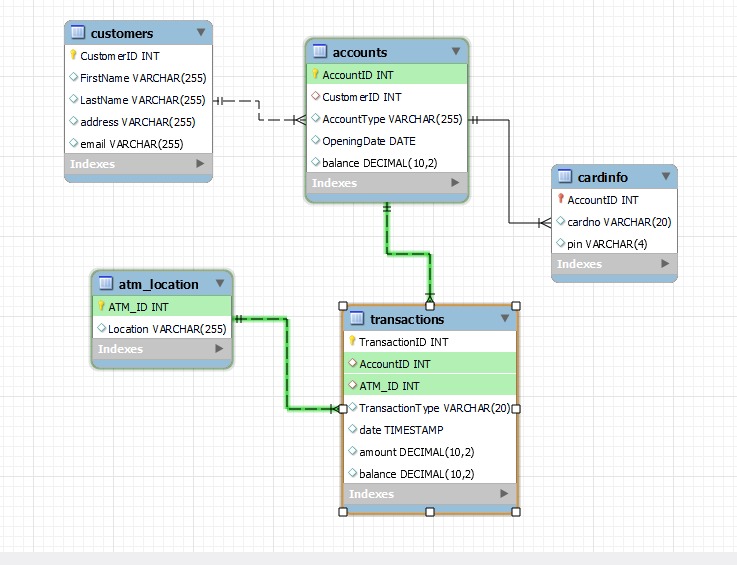 customers
CustomerID INT
FirstName VARCHAR(255)
LastName VARCHAR(255)
address VARCHAR(255)
email VARCHAR(255)
Indexes
accounts
AccountID INT
CustomerID INT
AccountType VARCHAR(255)
OpeningDate DATE
balance DECIMAL(10,2)
Indexes
cardinfo
AccountID INT
cardno VARCHAR(20)
pin VARCHAR(4)
Indexes
atm_location
ATM_ID INT
Location VARCHAR(255)
Indexes
transactions
TransactionID INT
AccountID INT
ATM_ID INT
TransactionType VARCHAR(20)
date TIMESTAMP
amount DECIMAL(10,2)
balance DECIMAL(10,2)
Indexes